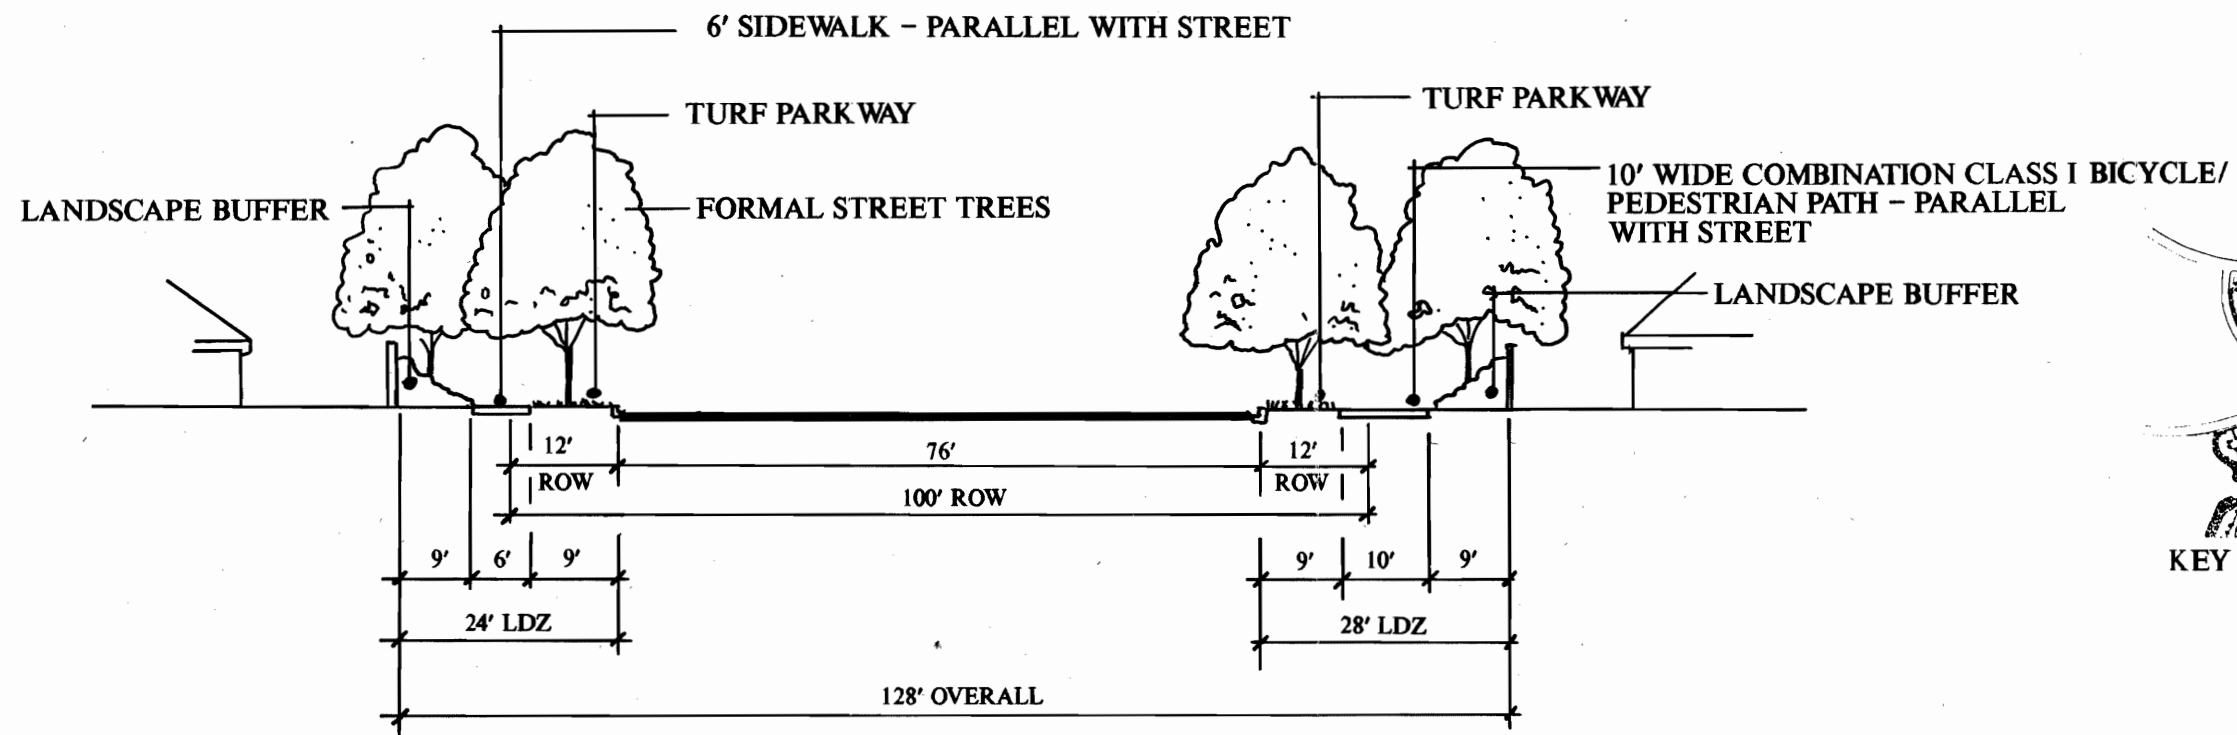 6' SIDEWALK – PARALLEL WITH STREET
TURF PARKWAY
TURF PARKWAY
10' WIDE COMBINATION CLASS I BICYCLE/
PEDESTRIAN PATH – PARALLEL
WITH STREET
LANDSCAPE BUFFER
FORMAL STREET TREES
LANDSCAPE BUFFER
12'
76'
12'
ROW
ROW
100' ROW
9'
6'
9'
9'
10'
9'
KEY
24' LDZ
28' LDZ
128' OVERALL